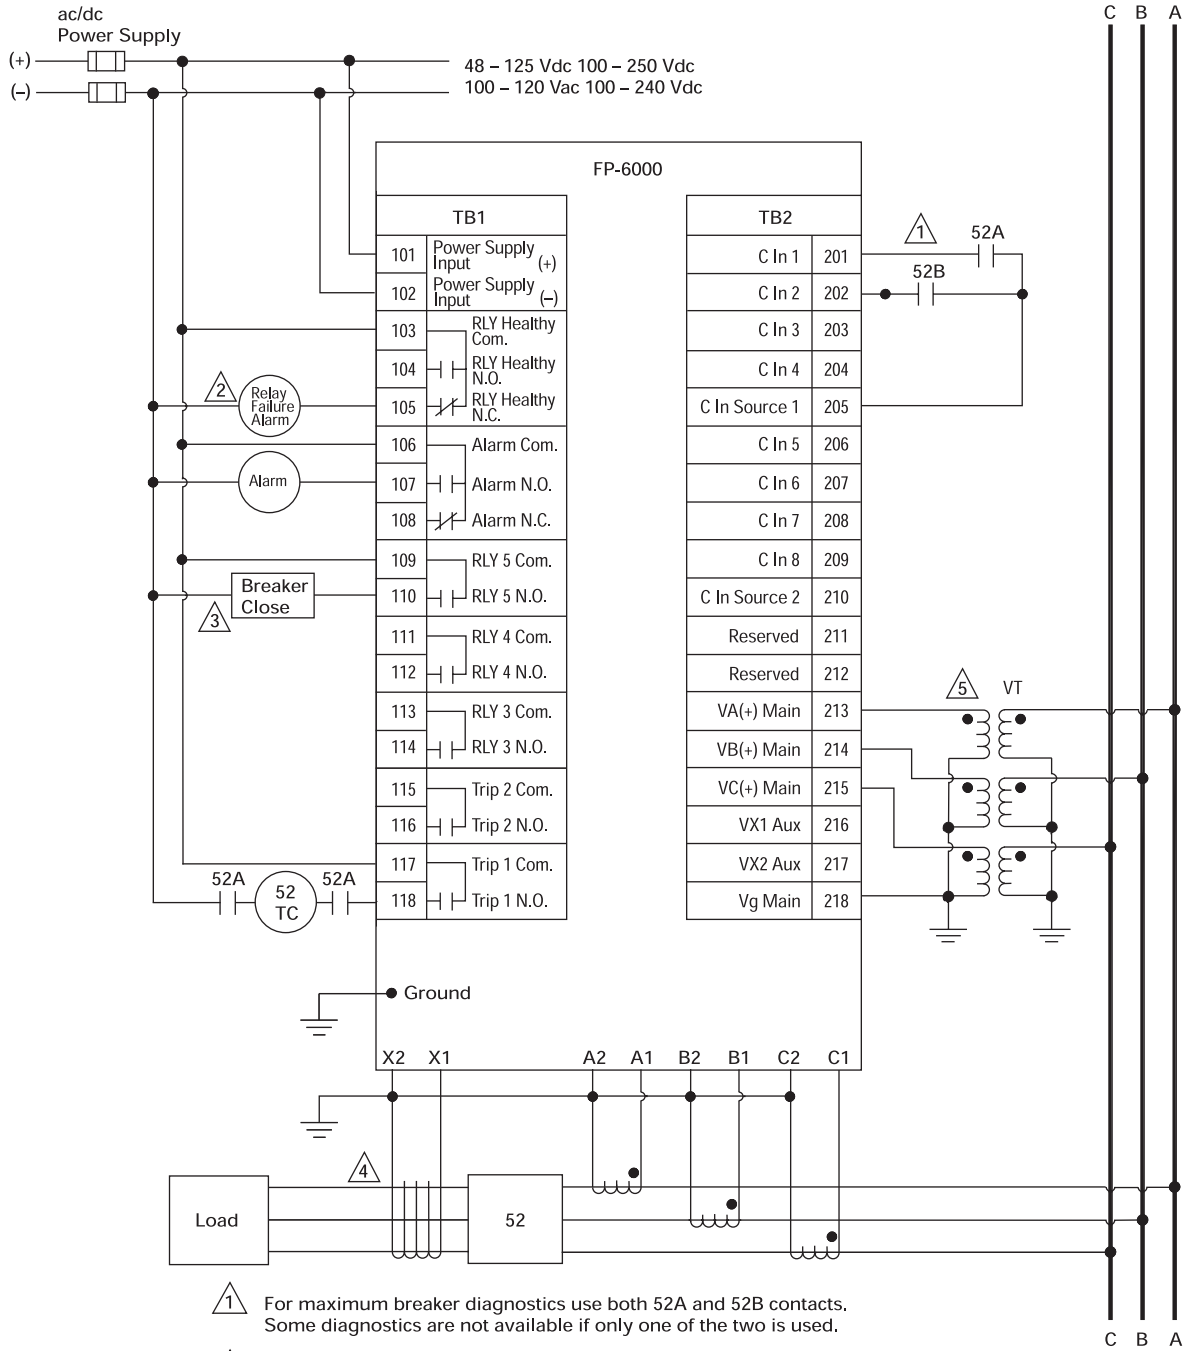 ac/dc
Power Supply
C B A
(+)
(–)
48 – 125 Vdc 100 – 250 Vdc
100 – 120 Vac 100 – 240 Vdc
FP-6000
TB1
101 Power Supply Input (+)
102 Power Supply Input (–)
103 RLY Healthy Com.
104 RLY Healthy N.O.
105 RLY Healthy N.C.
106 Alarm Com.
107 Alarm N.O.
108 Alarm N.C.
109 RLY 5 Com.
110 RLY 5 N.O.
111 RLY 4 Com.
112 RLY 4 N.O.
113 RLY 3 Com.
114 RLY 3 N.O.
115 Trip 2 Com.
116 Trip 2 N.O.
117 Trip 1 Com.
118 Trip 1 N.O.
2
Relay
Failure
Alarm
Alarm
Breaker
Close
3
52A
52
TC
52A
TB2
C In 1 201
C In 2 202
C In 3 203
C In 4 204
C In Source 1 205
C In 5 206
C In 6 207
C In 7 208
C In 8 209
C In Source 2 210
Reserved 211
Reserved 212
VA(+) Main 213
VB(+) Main 214
VC(+) Main 215
VX1 Aux 216
VX2 Aux 217
Vg Main 218
1
52A
52B
5 VT
Ground
X2 X1 A2 A1 B2 B1 C2 C1
4
Load
52
1 For maximum breaker diagnostics use both 52A and 52B contacts.
Some diagnostics are not available if only one of the two is used.
C B A